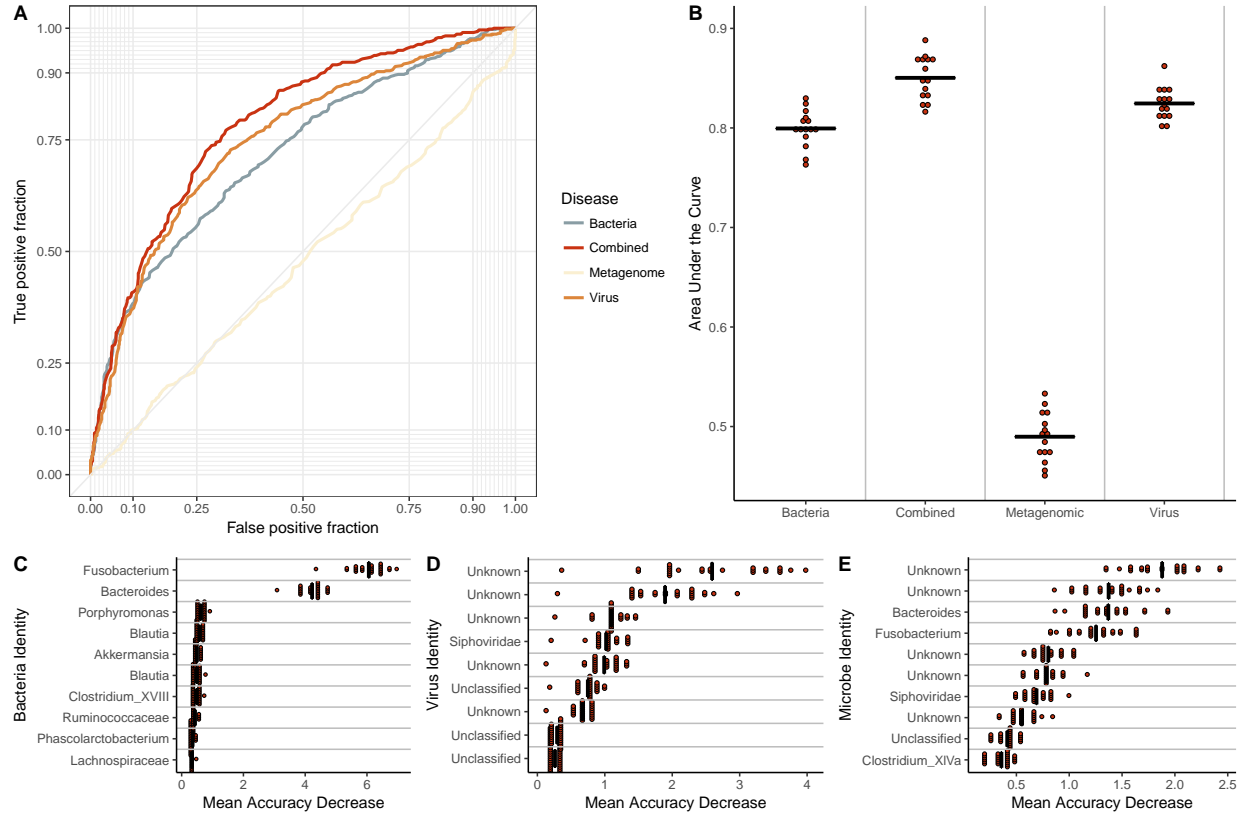 A
1.00
0.90
0.75
0.50
0.25
0.10
0.00
True positive fraction
0.00 0.10 0.25 0.50 0.75 0.90 1.00
False positive fraction
Disease
Bacteria
Combined
Metagenome
Virus
B
0.9
0.8
0.7
0.6
0.5
Area Under the Curve
Bacteria Combined Metagenomic Virus
C
Bacteria Identity
Fusobacterium
Bacteroides
Porphyromonas
Blautia
Akkermansia
Blautia
Clostridium_XVIII
Ruminococcaceae
Phascolarctobacterium
Lachnospiraceae
0 2 4 6
Mean Accuracy Decrease
D
Virus Identity
Unknown
Unknown
Unknown
Siphoviridae
Unknown
Unclassified
Unknown
Unclassified
Unclassified
0 1 2 3 4
Mean Accuracy Decrease
E
Microbe Identity
Unknown
Unknown
Bacteroides
Fusobacterium
Unknown
Unknown
Siphoviridae
Unknown
Unclassified
Clostridium_XIVa
0.5 1.0 1.5 2.0 2.5
Mean Accuracy Decrease